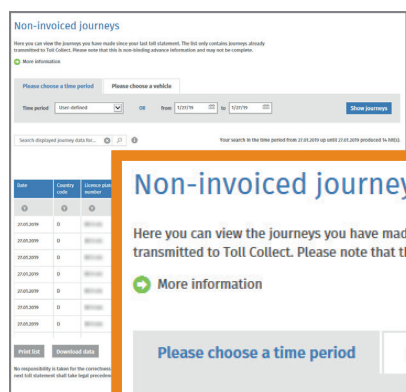 Non-invoiced journeys
Here you can view the journeys you have made since your last toll statement. The list only contains journeys already
transmitted to Toll Collect. Please note that this is non-binding advance information and may not be complete.
More information
Please choose a time period Please choose a vehicle
Time period User-defined OR from 1/27/19 to 1/27/19 Show journeys
Search displayed journey data for... Your search in the time period from 27.01.2019 up until 27.01.2019 produced 14 hit(s)
Date Country code License plate number
27.01.2019 D
27.01.2019 D
27.01.2019 D
27.01.2019 D
27.01.2019 D
27.01.2019 D
Print list Download data
No responsibility is taken for the correctness
next toll statement shall take legal preceden
Non-invoiced journey
Here you can view the journeys you have mad
transmitted to Toll Collect. Please note that th
More information
Please choose a time period